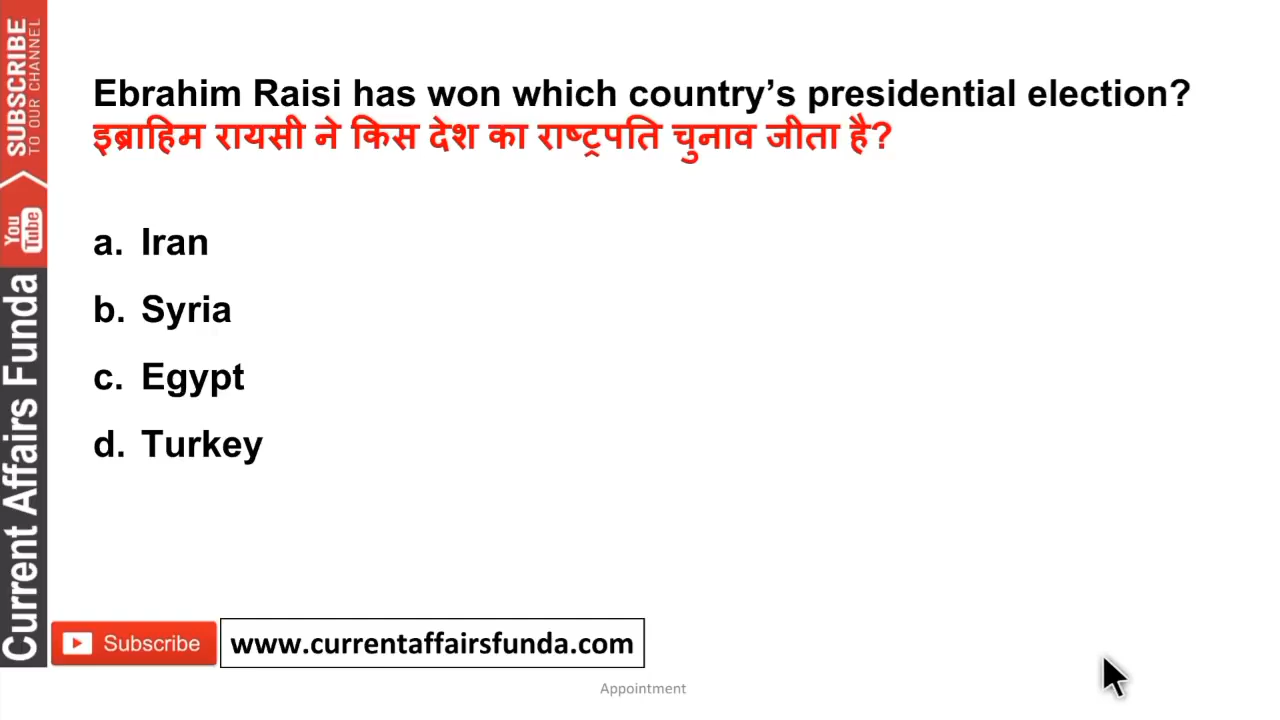 Ebrahim Raisi has won which country’s presidential election?
इब्राहिम रायसी ने किस देश का राष्ट्रपति चुनाव जीता है?
a. Iran
b. Syria
c. Egypt
d. Turkey
SUBSCRIBE
TO OUR CHANNEL
You
Tube
Current Affairs Funda
Subscribe
www.currentaffairsfunda.com
Appointment